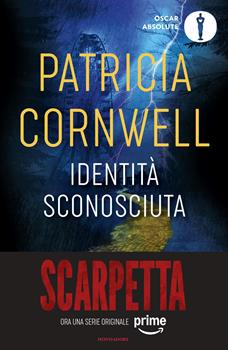 OSCAR
ABSOLUTE
PATRICIA
CORNWELL
IDENTITÀ
SCONOSCIUTA
SCARPETTA
ORA UNA SERIE ORIGINALE prime
MONDADORI